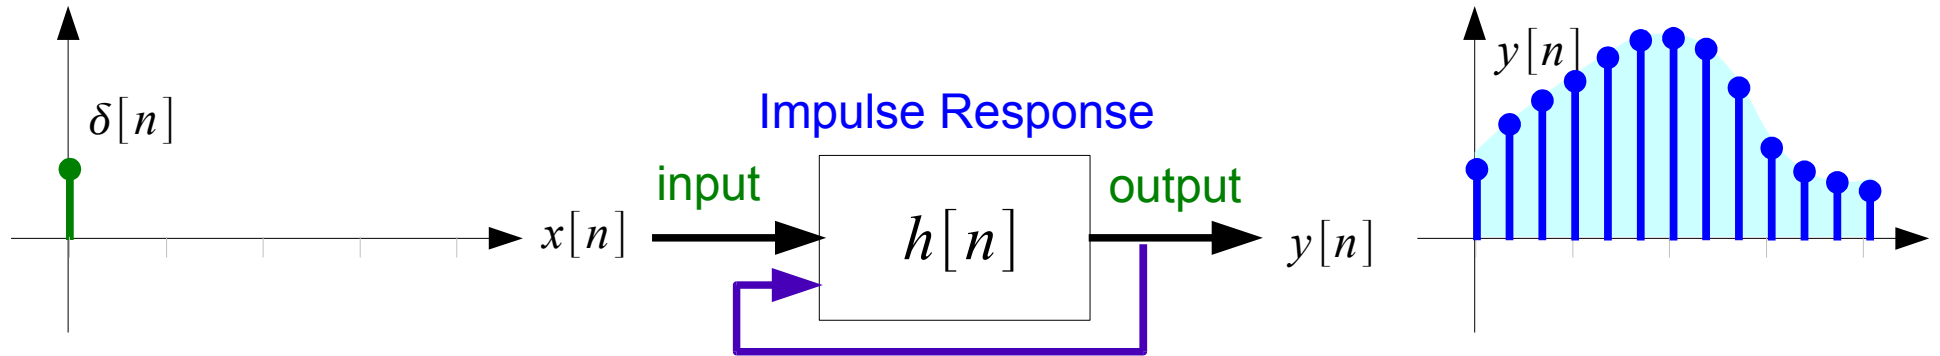 δ[n]
x[n]
input
Impulse Response
h[n]
output
y[n]
y[n]